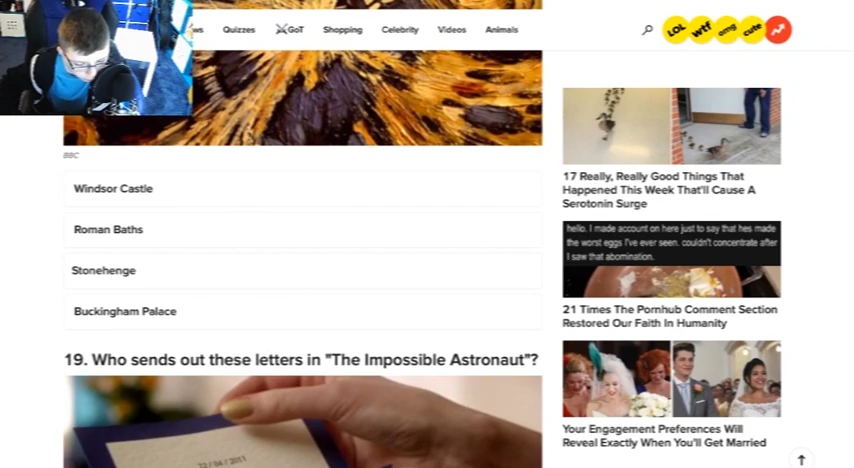 ws Quizzes GoT Shopping Celebrity Videos Animals
LOL wtf omg cute
BBC
Windsor Castle
Roman Baths
Stonehenge
Buckingham Palace
19. Who sends out these letters in "The Impossible Astronaut"?
22/04/2011
17 Really, Really Good Things That
Happened This Week That'll Cause A
Serotonin Surge
hello. I made account on here just to say that hes made
the worst eggs I've ever seen. couldn't concentrate after
I saw that abomination.
21 Times The Pornhub Comment Section
Restored Our Faith In Humanity
Your Engagement Preferences Will
Reveal Exactly When You'll Get Married